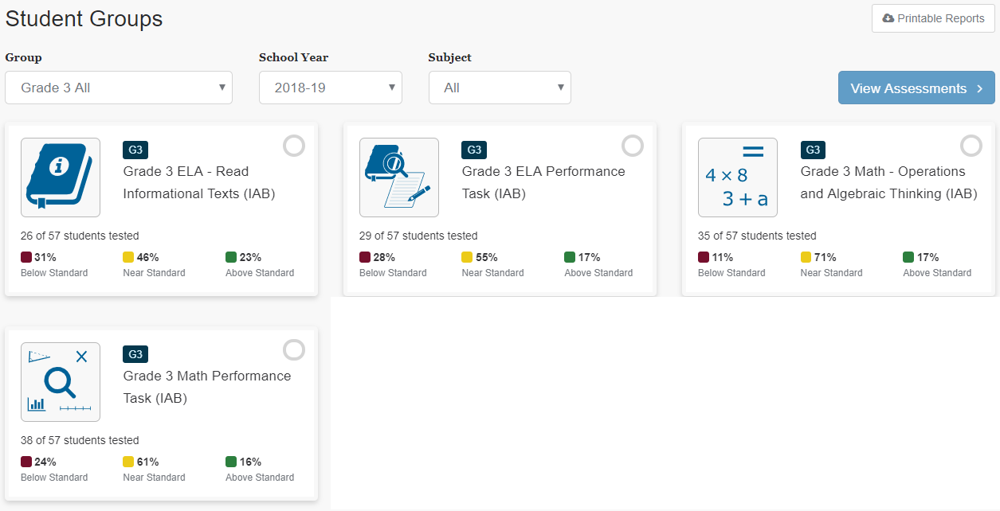 Student Groups
Printable Reports
Group
School Year
Subject
Grade 3 All
2018-19
All
View Assessments
G3
Grade 3 ELA - Read
Informational Texts (IAB)
26 of 57 students tested
31% 46% 23%
Below Standard Near Standard Above Standard
G3
Grade 3 ELA Performance
Task (IAB)
29 of 57 students tested
28% 55% 17%
Below Standard Near Standard Above Standard
=
4 × 8
3 + a
G3
Grade 3 Math - Operations
and Algebraic Thinking (IAB)
35 of 57 students tested
11% 71% 17%
Below Standard Near Standard Above Standard
G3
Grade 3 Math Performance
Task (IAB)
38 of 57 students tested
24% 61% 16%
Below Standard Near Standard Above Standard